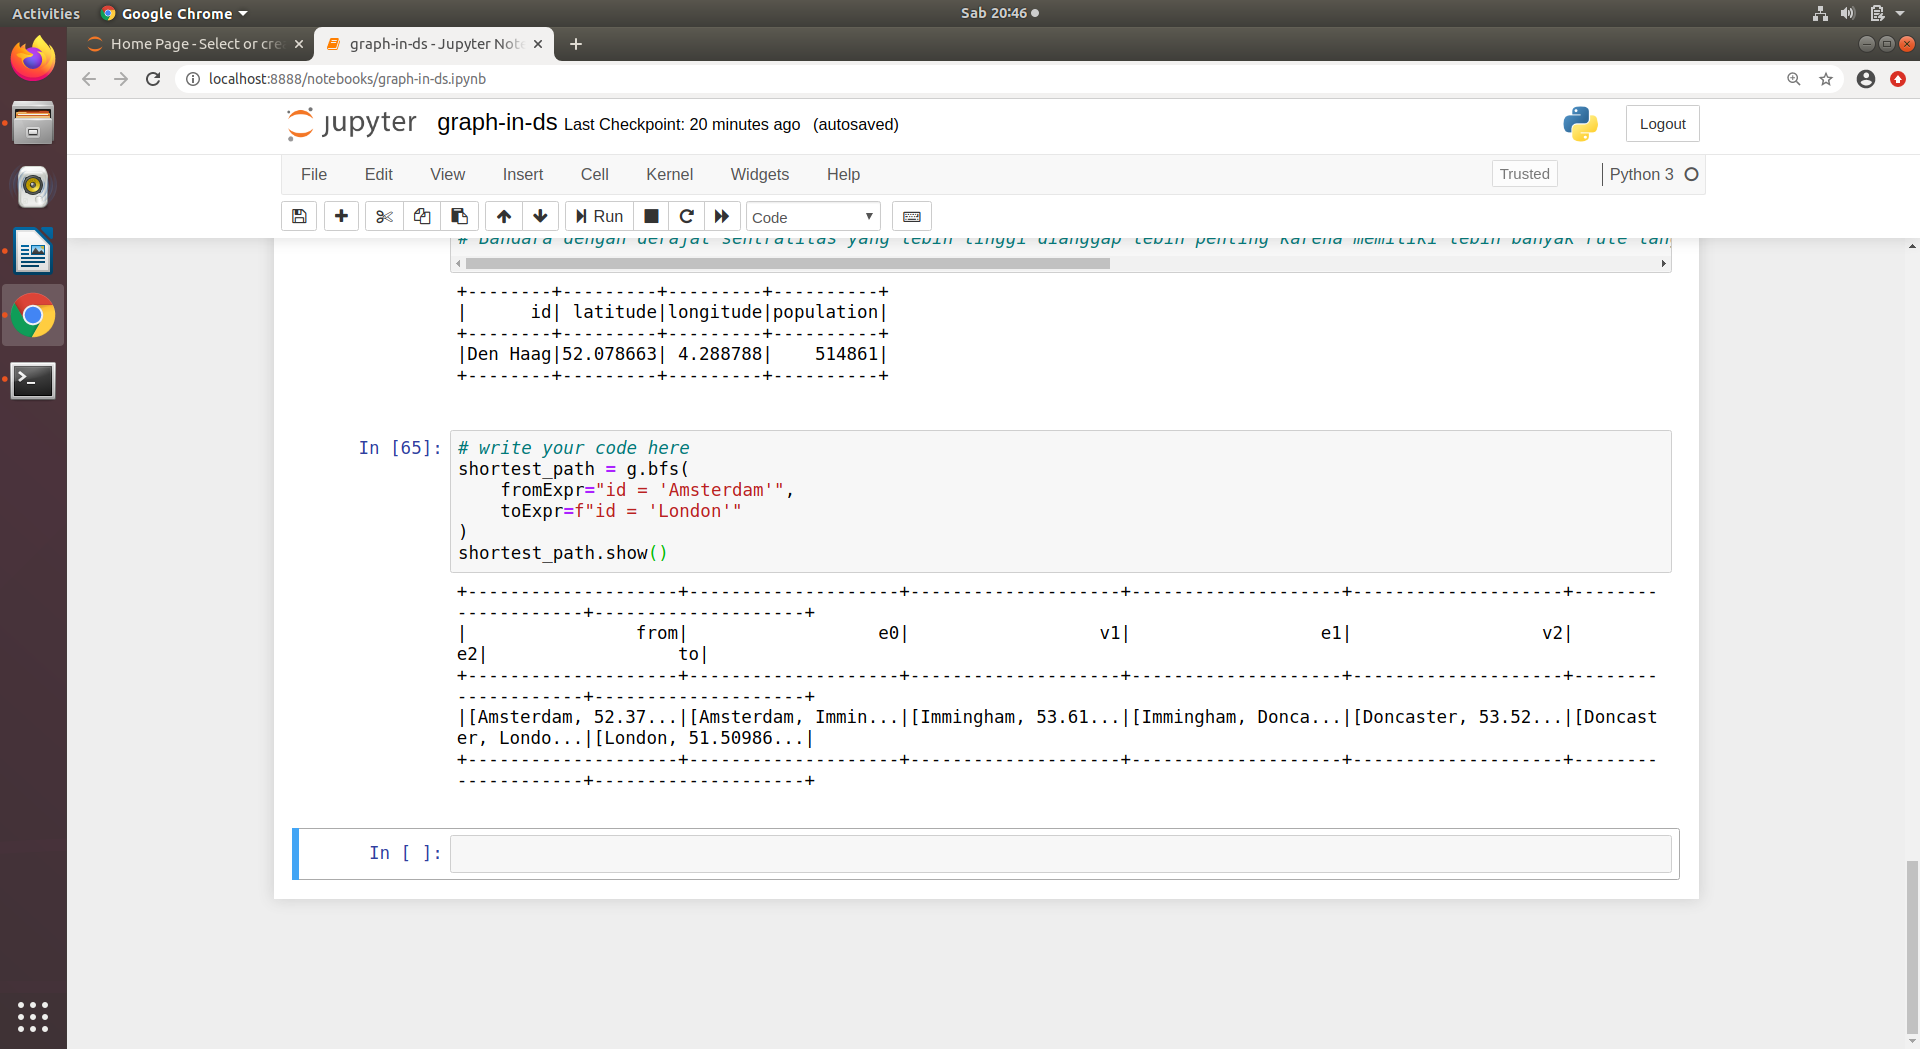 Activities
Google Chrome
Sab 20:46
Home Page - Select or cre
graph-in-ds - Jupyter Note
localhost:8888/notebooks/graph-in-ds.ipynb
jupyter graph-in-ds Last Checkpoint: 20 minutes ago (autosaved)
Logout
File Edit View Insert Cell Kernel Widgets Help
Trusted
Python 3
Run
Code
# Bandara dengan derajat sentralitas yang lebih tinggi dianggap lebih penting karena memiliki lebih banyak rute
+--------+---------+---------+----------+
|      id| latitude|longitude|population|
+--------+---------+---------+----------+
|Den Haag|52.078663| 4.288788|    514861|
+--------+---------+---------+----------+
In [65]:
# write your code here
shortest_path = g.bfs(
    fromExpr="id = 'Amsterdam'",
    toExpr=f"id = 'London'"
)
shortest_path.show()
+--------------------+--------------------+--------------------+--------------------+--------------------+--------
------------+--------------------+
|                from|                  e0|                  v1|                  e1|                  v2|
e2|                  to|
+--------------------+--------------------+--------------------+--------------------+--------------------+--------
------------+--------------------+
|[Amsterdam, 52.37...|[Amsterdam, Immin...|[Immingham, 53.61...|[Immingham, Donca...|[Doncaster, 53.52...|[Doncast
er, Londo...|[London, 51.50986...|
+--------------------+--------------------+--------------------+--------------------+--------------------+--------
------------+--------------------+
In [ ]: